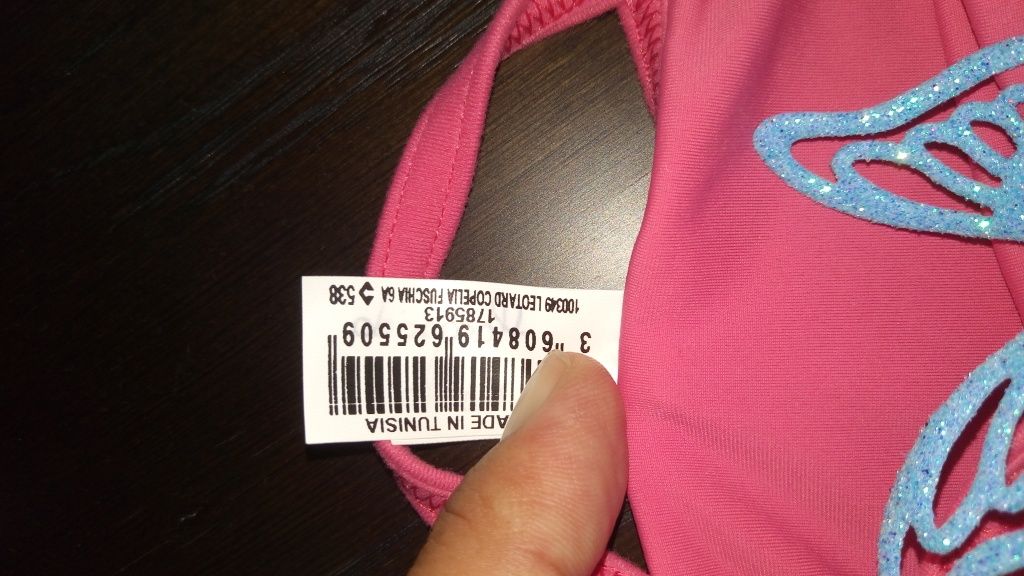 ADE IN TUNISIA
3 608419 625509
1785913
100349 LEOTARD COPELIA FUSCHIA 6A 538